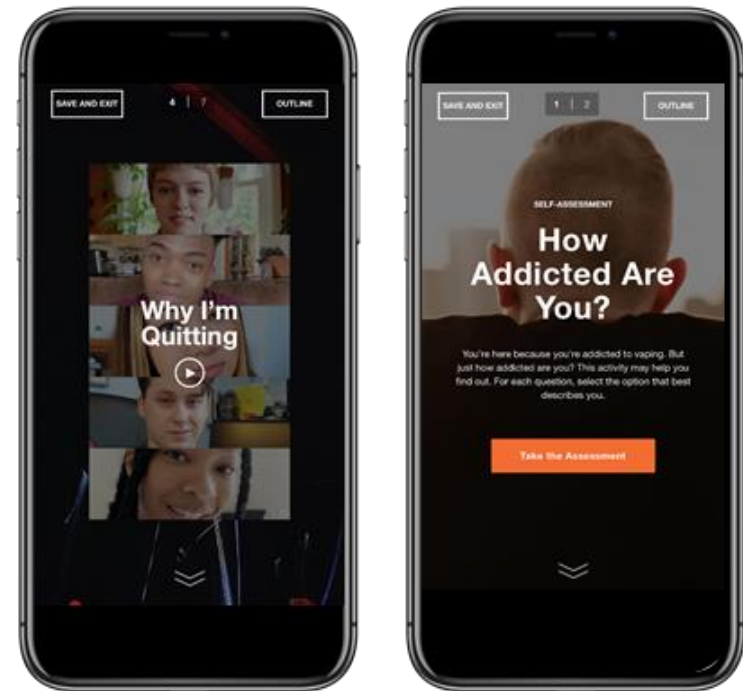 SAVE AND EXIT
4 | 7
OUTLINE
Why I'm
Quitting
SAVE AND EXIT
1 | 2
OUTLINE
SELF-ASSESSMENT
How
Addicted Are
You?
You're here because you're addicted to vaping. But
just how addicted are you? This activity may help you
find out. For each question, select the option that best
describes you.
Take the Assessment